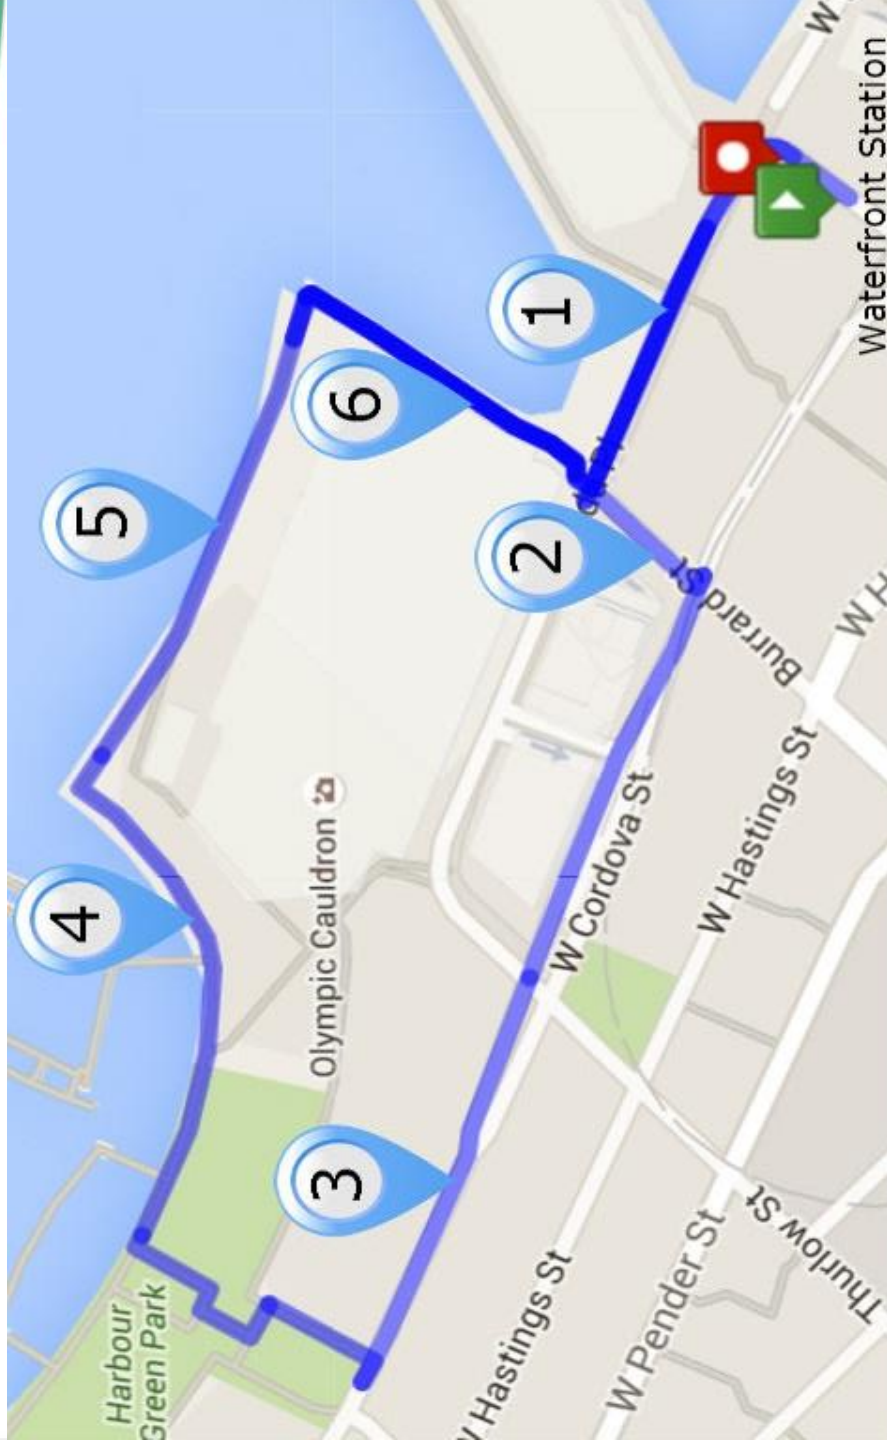 Harbour
Green Park
Olympic Cauldron
W Cordova St
W Hastings St
W Hastings St
W Pender St
Thurlow St
Burrard St
W H
W
Waterfront Station
1
2
3
4
5
6